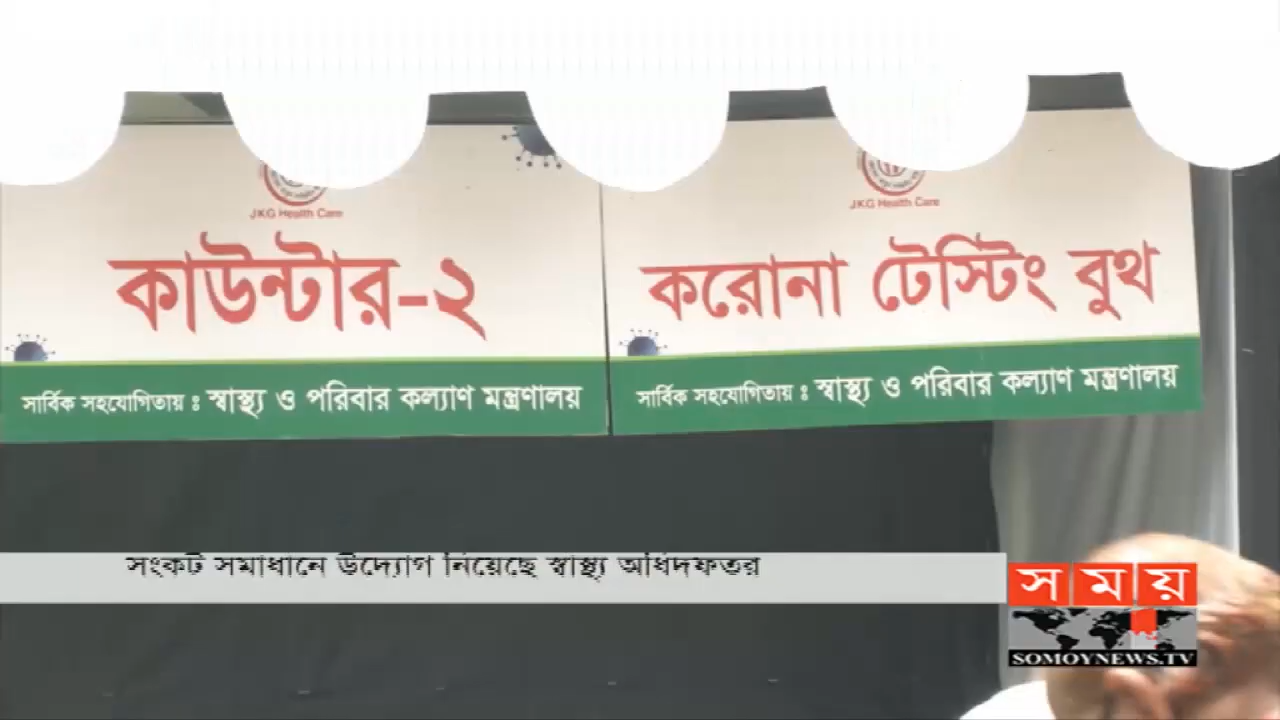 JKG Health Care
কাউন্টার-২
সার্বিক সহযোগিতায় : স্বাস্থ্য ও পরিবার কল্যাণ মন্ত্রণালয়
JKG Health Care
করোনা টেস্টিং বুথ
সার্বিক সহযোগিতায় : স্বাস্থ্য ও পরিবার কল্যাণ মন্ত্রণালয়
সংকট সমাধানে উদ্যোগ নিয়েছে স্বাস্থ্য অধিদফতর
সময়
SOMOYNEWS.TV